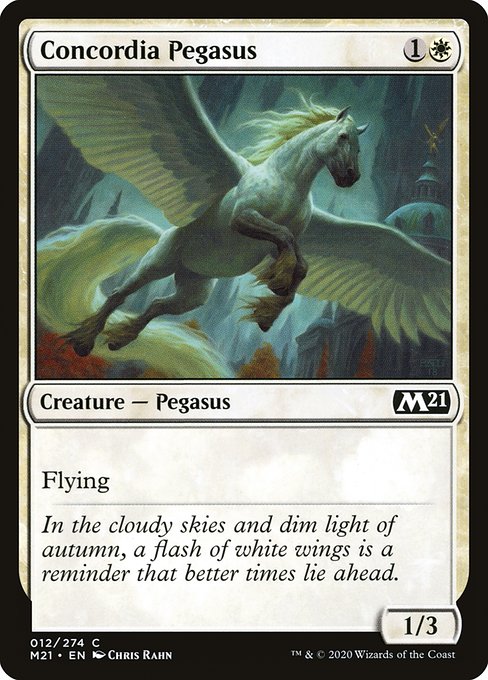 Concordia Pegasus 1
Creature — Pegasus M21
Flying
In the cloudy skies and dim light of
autumn, a flash of white wings is a
reminder that better times lie ahead.
1/3
012/274 C
M21 • EN Chris Rahn ™ & © 2020 Wizards of the Coast